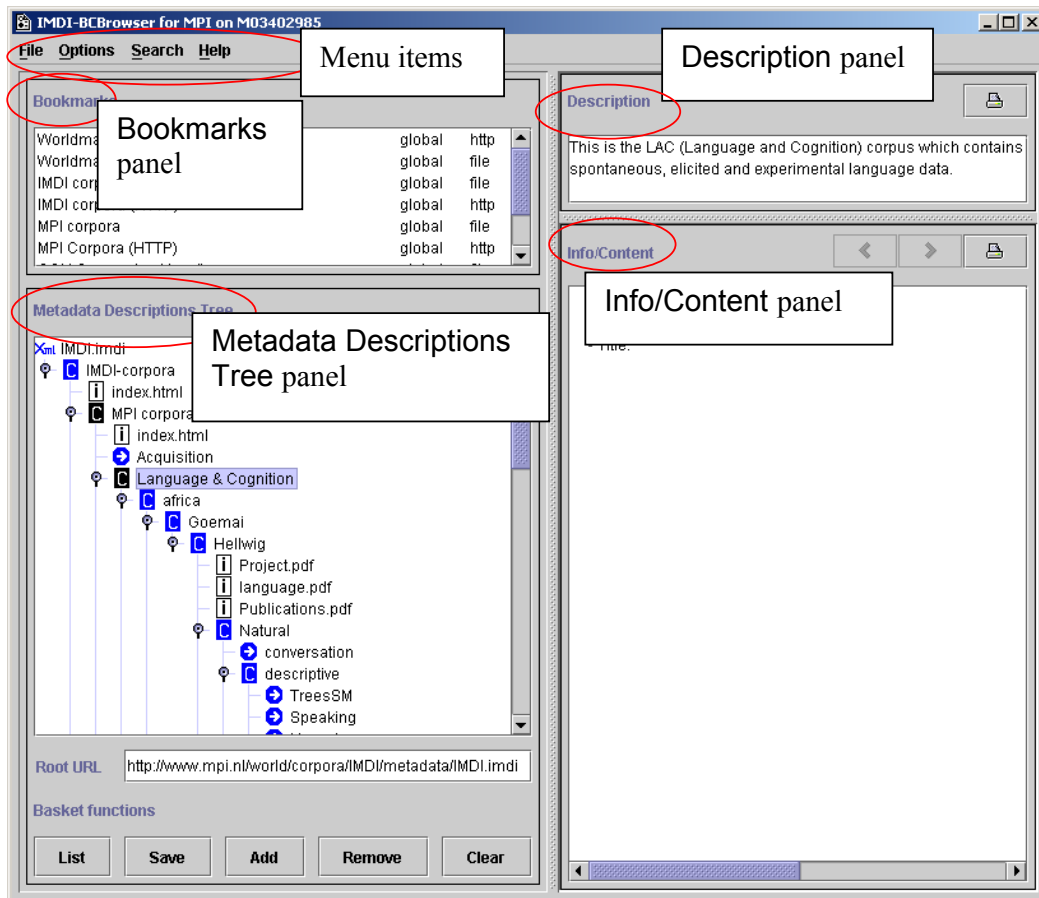 IMDI-BCBrowser for MPI on M03402985
File Options Search Help
Menu items
Description panel
Bookmarks
Bookmarks
panel
global http
global file
IMDI global file
IMDI global http
MPI corpora global file
MPI Corpora (HTTP) global http
Description
This is the LAC (Language and Cognition) corpus which contains
spontaneous, elicited and experimental language data.
Info/Content
Info/Content panel
Title:
Metadata Descriptions Tree
Metadata Descriptions
Tree panel
Xml IMDI.imdi
C IMDI-corpora
i index.html
C MPI corpora
i index.html
Acquisition
C Language & Cognition
C africa
C Goemai
C Hellwig
i Project.pdf
i language.pdf
i Publications.pdf
C Natural
conversation
C descriptive
TreesSM
Speaking
Root URL http://www.mpi.nl/world/corpora/IMDI/metadata/IMDI.imdi
Basket functions
List Save Add Remove Clear